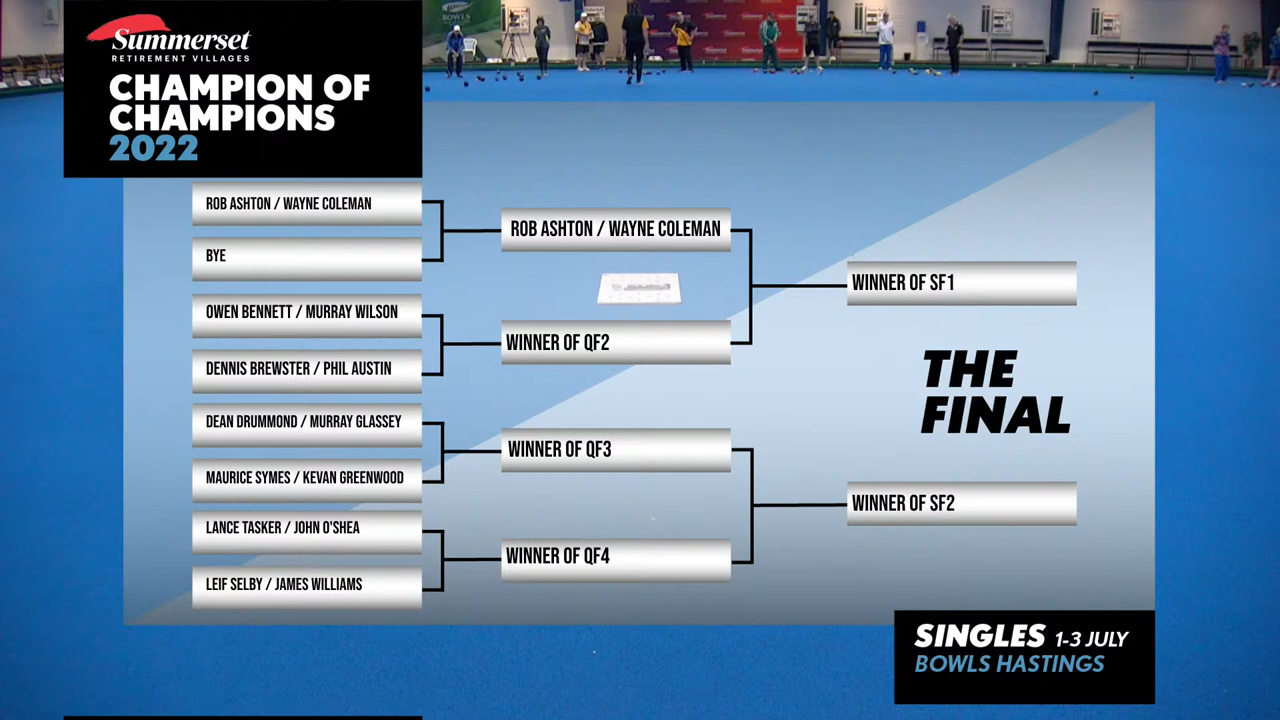 Summerset
RETIREMENT VILLAGES
CHAMPION OF
CHAMPIONS
2022
BOWLS
ROB ASHTON / WAYNE COLEMAN
BYE
OWEN BENNETT / MURRAY WILSON
DENNIS BREWSTER / PHIL AUSTIN
DEAN DRUMMOND / MURRAY GLASSEY
MAURICE SYMES / KEVAN GREENWOOD
LANCE TASKER / JOHN O'SHEA
LEIF SELBY / JAMES WILLIAMS
ROB ASHTON / WAYNE COLEMAN
WINNER OF QF2
WINNER OF QF3
WINNER OF QF4
WINNER OF SF1
WINNER OF SF2
THE
FINAL
SINGLES 1-3 JULY
BOWLS HASTINGS